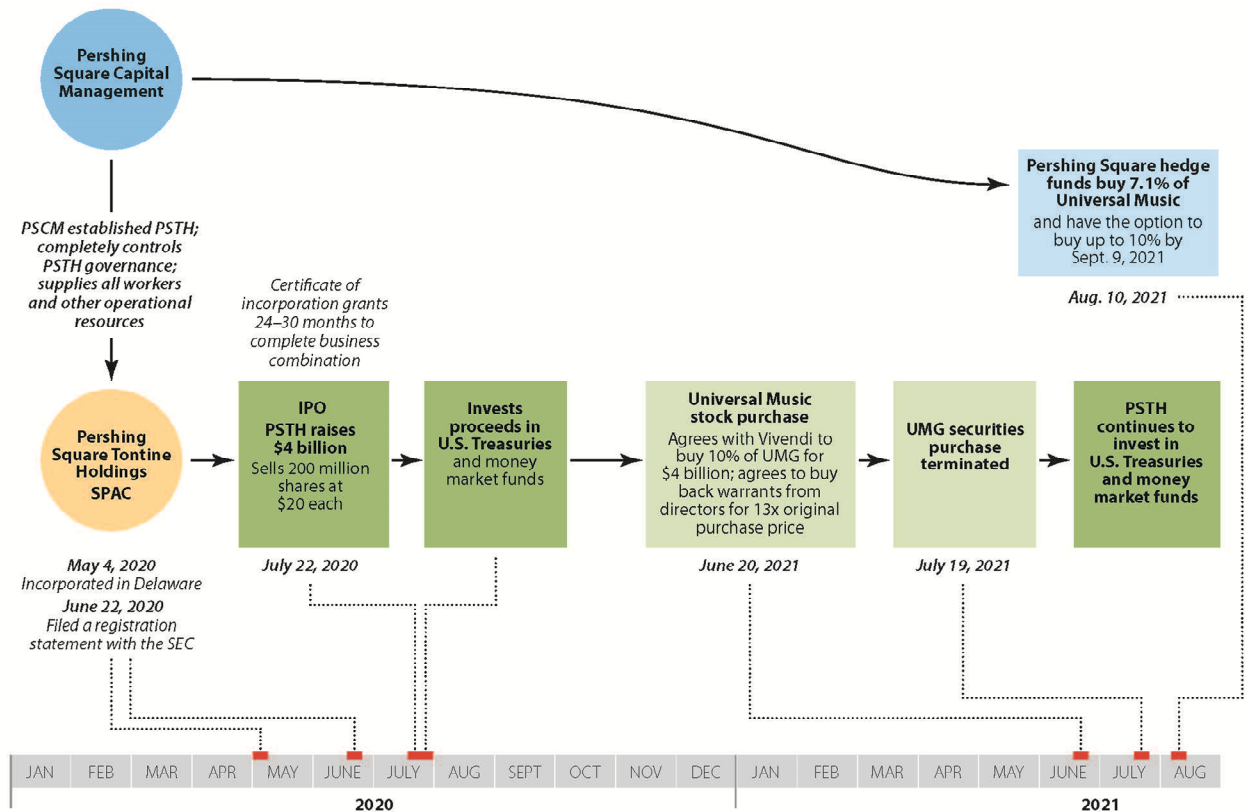 Pershing
Square Capital
Management
PSCM established PSTH;
completely controls
PSTH governance;
supplies all workers
and other operational
resources
Pershing
Square Tontine
Holdings
SPAC
May 4, 2020
Incorporated in Delaware
June 22, 2020
Filed a registration
statement with the SEC
Certificate of
incorporation grants
24–30 months to
complete business
combination
IPO
PSTH raises
$4 billion
Sells 200 million
shares at
$20 each
July 22, 2020
Invests
proceeds in
U.S. Treasuries
and money
market funds
Universal Music
stock purchase
Agrees with Vivendi to
buy 10% of UMG for
$4 billion; agrees to buy
back warrants from
directors for 13x original
purchase price
June 20, 2021
UMG securities
purchase
terminated
July 19, 2021
PSTH
continues to
invest in
U.S. Treasuries
and money
market funds
Pershing Square hedge
funds buy 7.1% of
Universal Music
and have the option to
buy up to 10% by
Sept. 9, 2021
Aug. 10, 2021
JAN FEB MAR APR MAY JUNE JULY AUG SEPT OCT NOV DEC JAN FEB MAR APR MAY JUNE JULY AUG
2020 2021